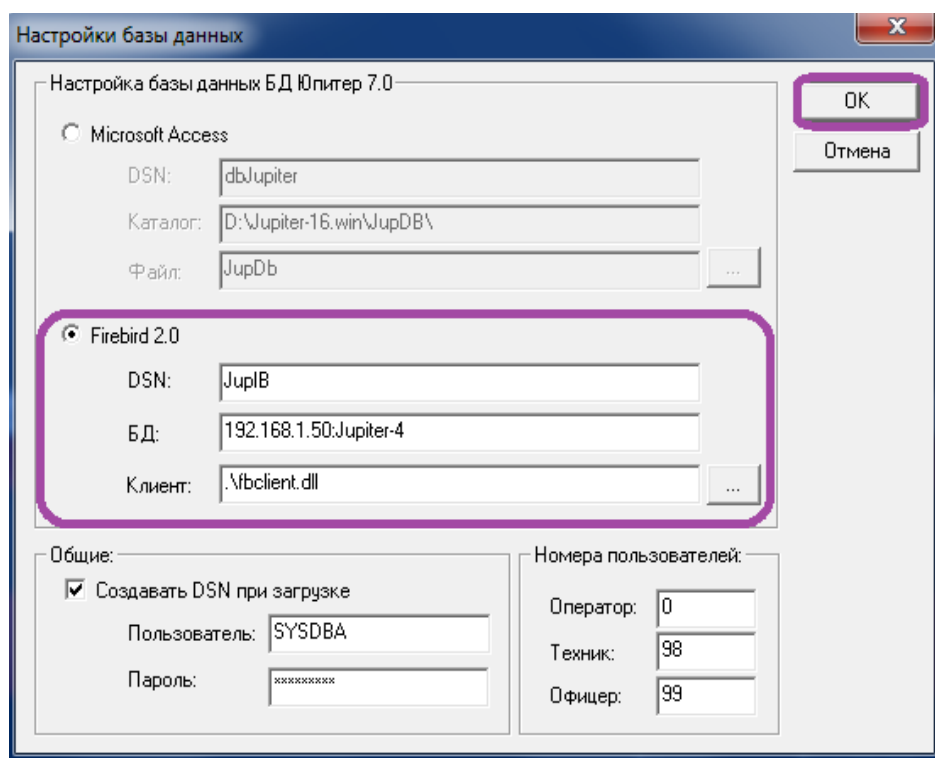 Настройки базы данных
Настройка базы данных БД Юпитер 7.0
OK
Отмена
Microsoft Access
DSN: dbJupiter
Каталог: D:\Jupiter-16.win\JupDB\
Файл: JupDb ...
Firebird 2.0
DSN: JupIB
БД: 192.168.1.50:Jupiter-4
Клиент: .\fbclient.dll ...
Общие:
Создавать DSN при загрузке
Пользователь: SYSDBA
Пароль: xxxxxxxxx
Номера пользователей:
Оператор: 0
Техник: 98
Офицер: 99